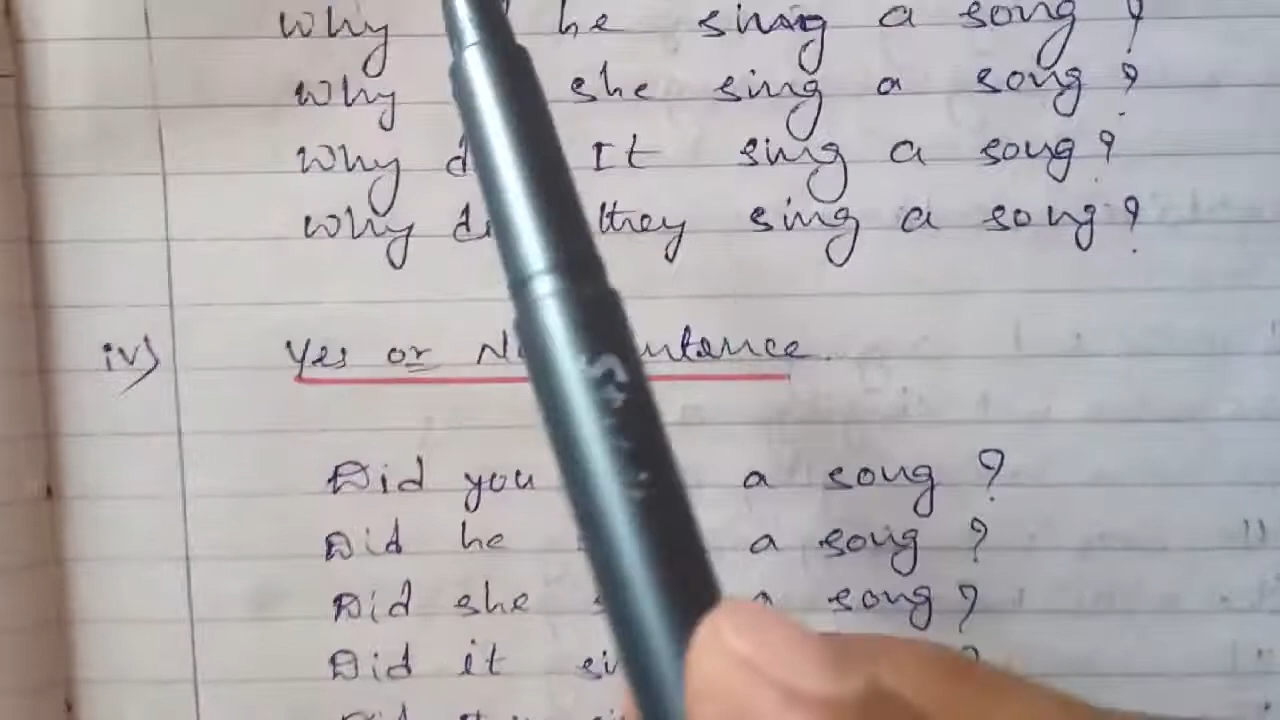 Why he sing a song ?
Why she sing a song ?
Why It sing a song ?
Why they sing a song ?
iv) Yes or
Did you a song ?
Did he a song ?
Did she song ?
Did it